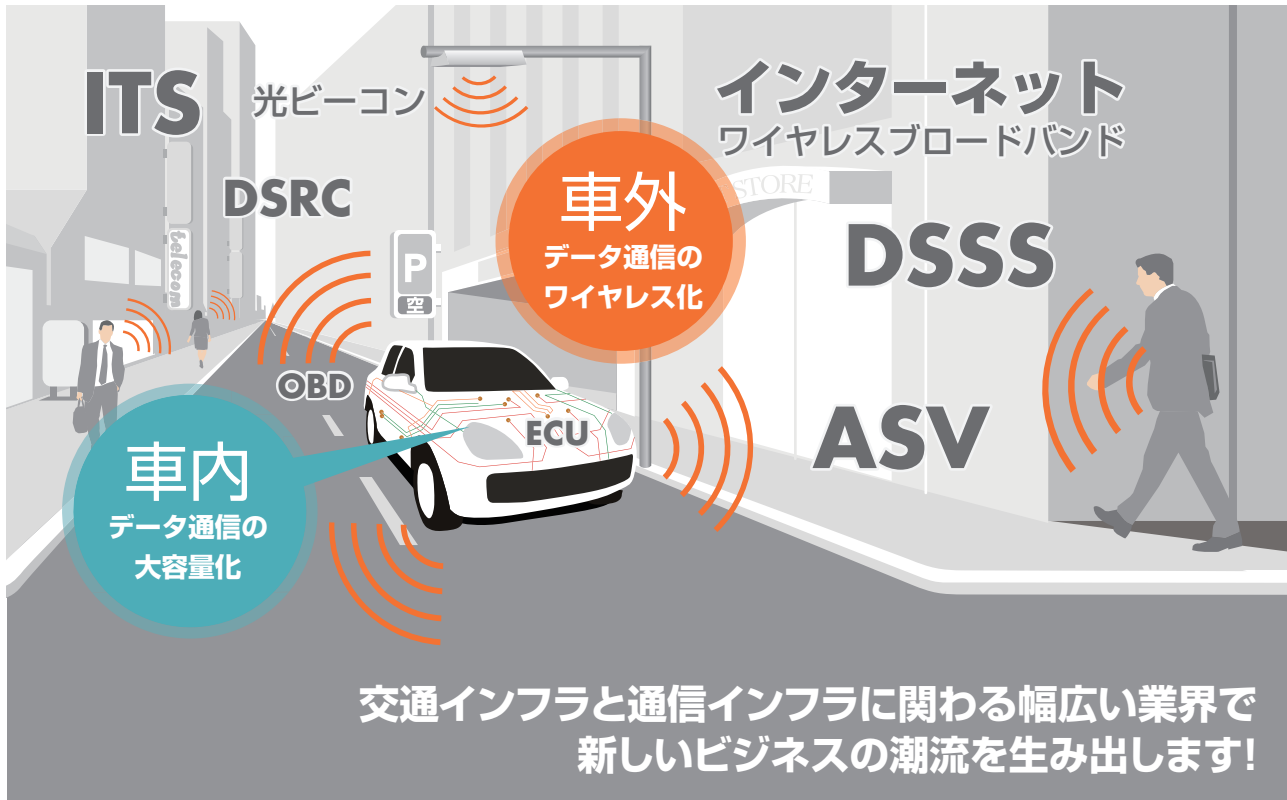 ITS
光ビーコン
インターネット
ワイヤレスブロードバンド
DSRC
STORE
telecom
P
空
車外
データ通信の
ワイヤレス化
DSSS
OBD
ECU
ASV
車内
データ通信の
大容量化
交通インフラと通信インフラに関わる幅広い業界で
新しいビジネスの潮流を生み出します!